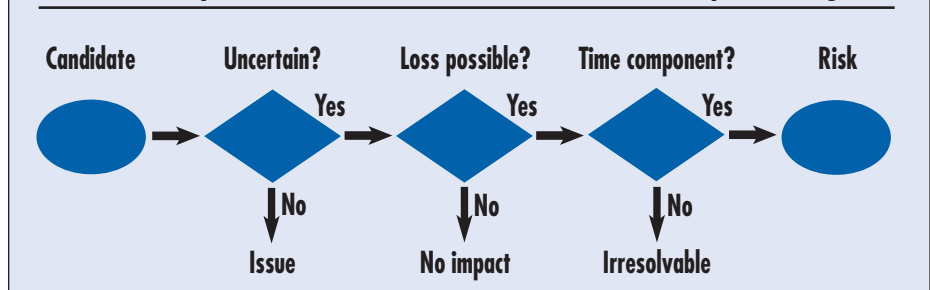 Candidate Uncertain? Loss possible? Time component? Risk
Yes Yes Yes
No No No
Issue No impact Irresolvable